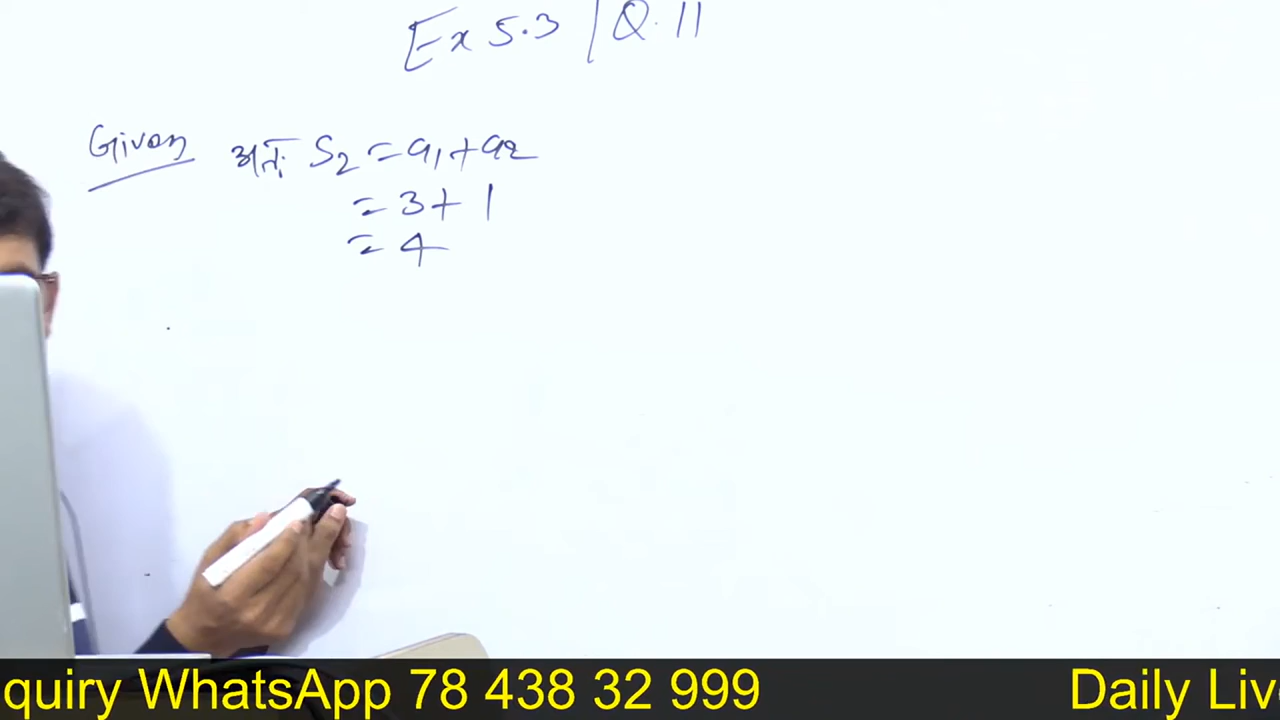 Ex 5.3 / Q.11
Given अतः S₂ = a₁ + a₂
= 3 + 1
= 4
quiry WhatsApp 78 438 32 999 Daily Liv